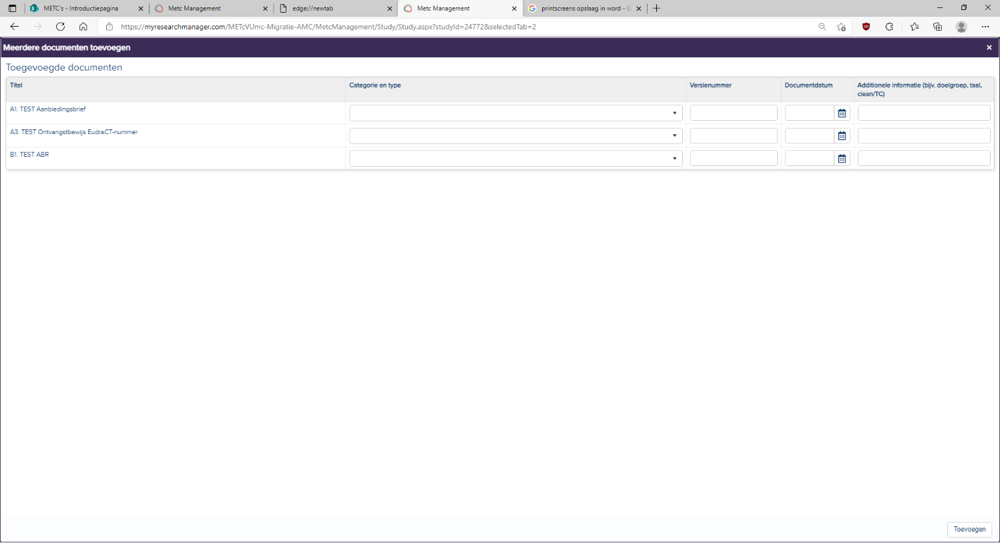 METC's - Introductiepagina
Metc Management
edge://newtab
Metc Management
printscreens opslaag in word - G
https://myresearchmanager.com/METcVUmc-Migratie-AMC/MetcManagement/Study/Study.aspx?studyId=24772&selectedTab=2
Meerdere documenten toevoegen
Toegevoegde documenten
Titel
Categorie en type
Versienummer
Documentdatum
Additionele informatie (bijv. doelgroep, taal,
clean/TC)
A1. TEST Aanbiedingsbrief
A3. TEST Ontvangstbewijs EudraCT-nummer
B1. TEST ABR
Toevoegen